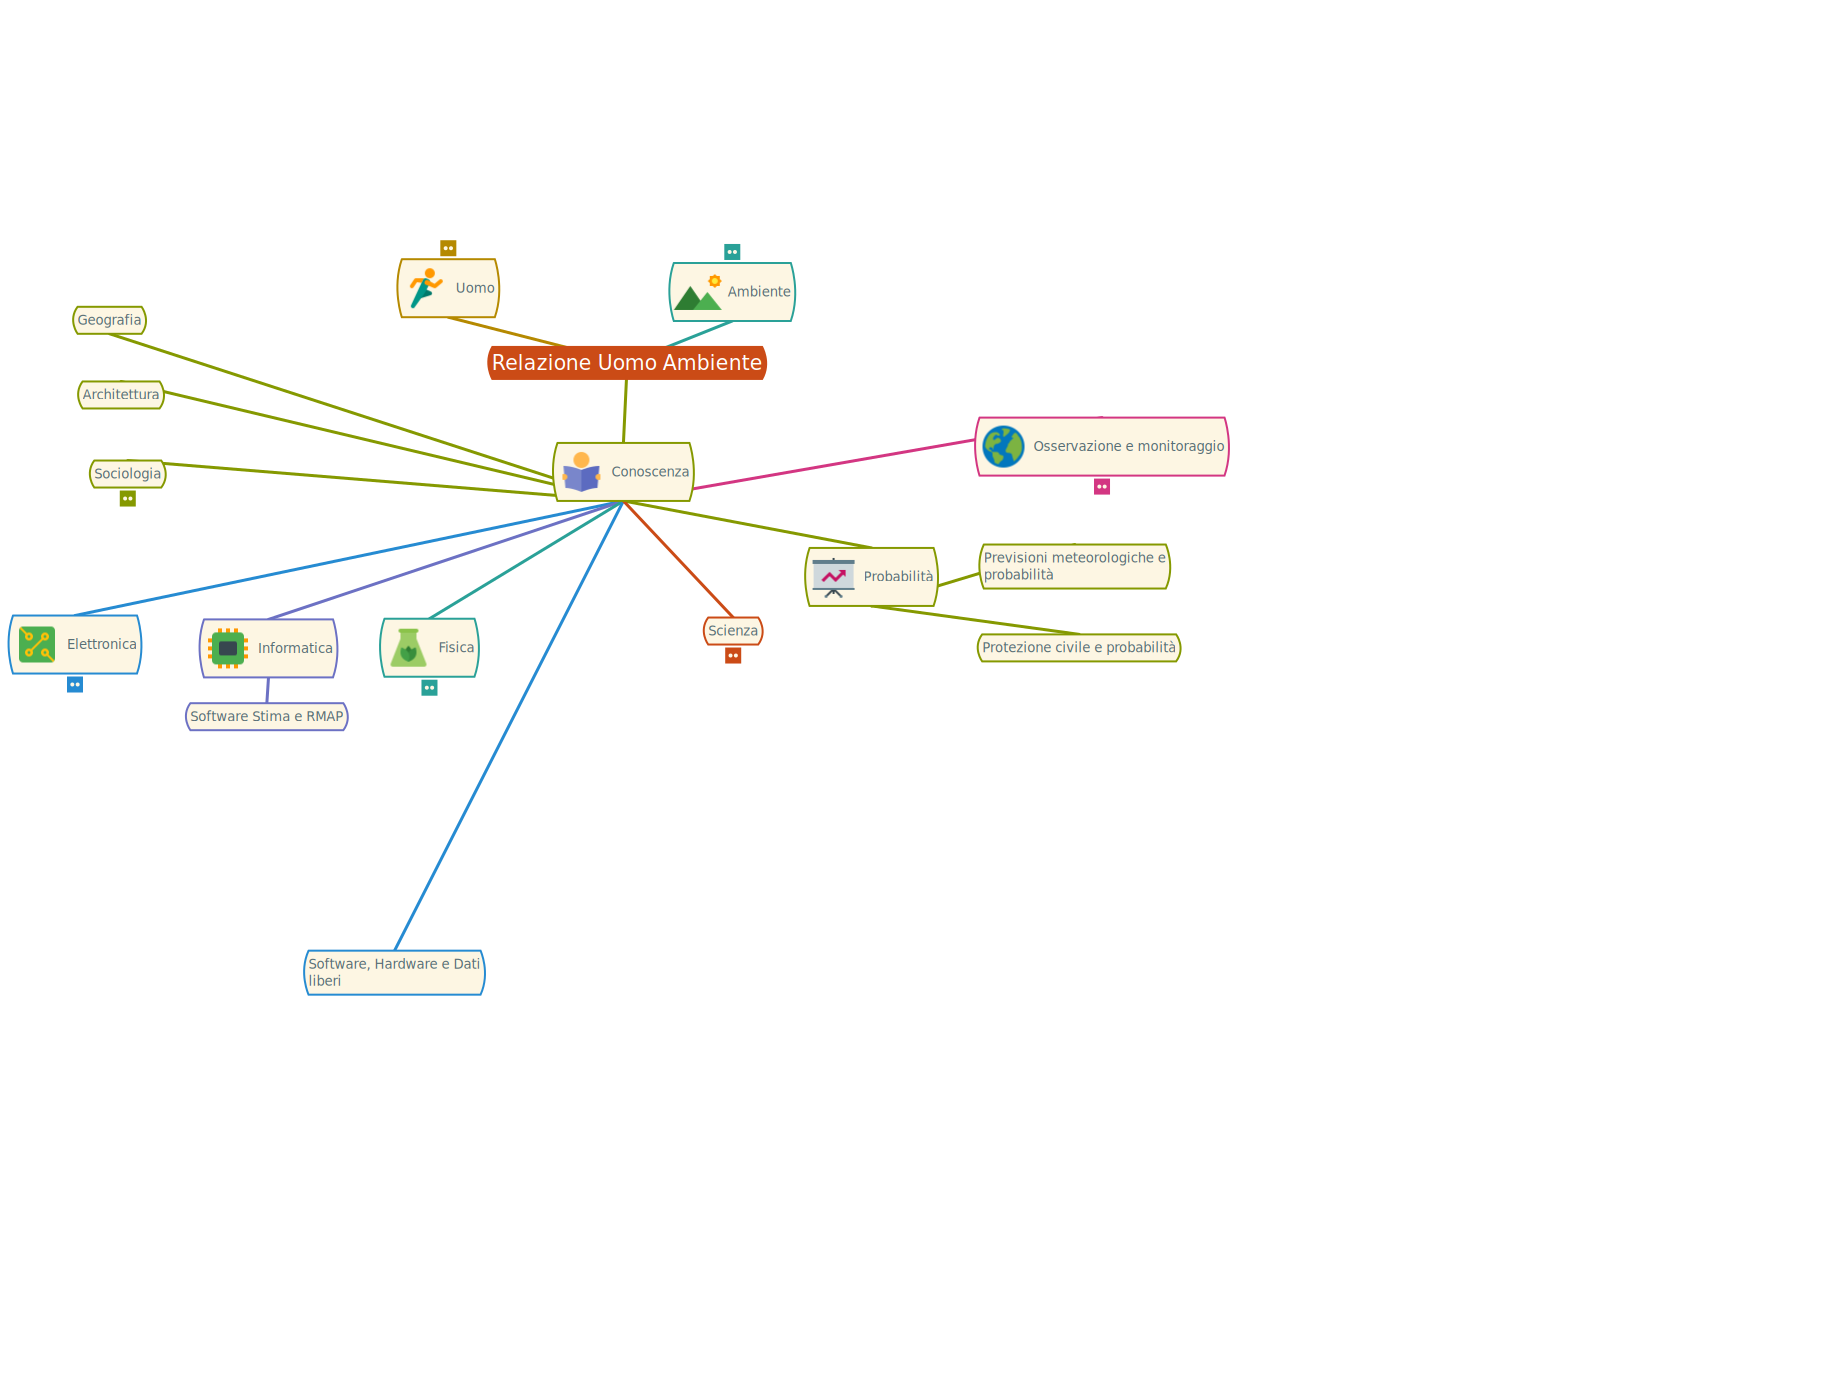 Uomo
Ambiente
Geografia
Relazione Uomo Ambiente
Architettura
Osservazione e monitoraggio
Sociologia
Conoscenza
Previsioni meteorologiche e
probabilità
Probabilità
Elettronica
Informatica
Fisica
Scienza
Protezione civile e probabilità
Software Stima e RMAP
Software, Hardware e Dati
liberi